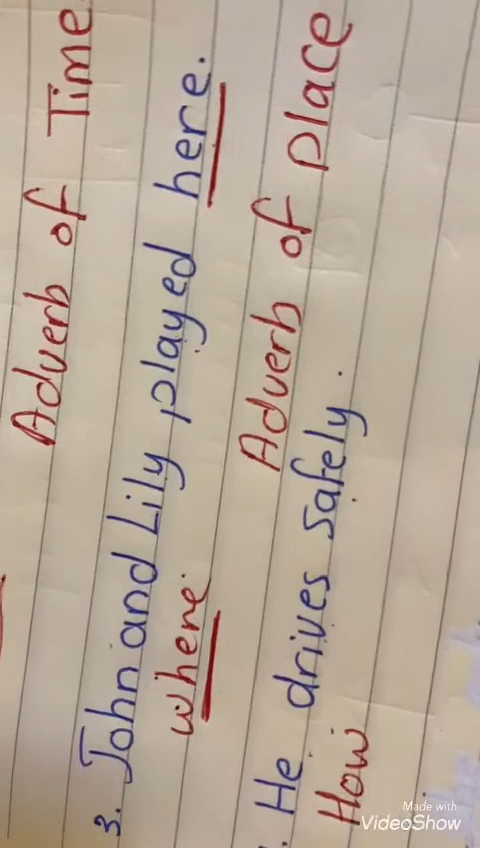 Adverb of Time
3. John and Lily played here.
where
Adverb of place
. He drives safely.
How
Made with
VideoShow